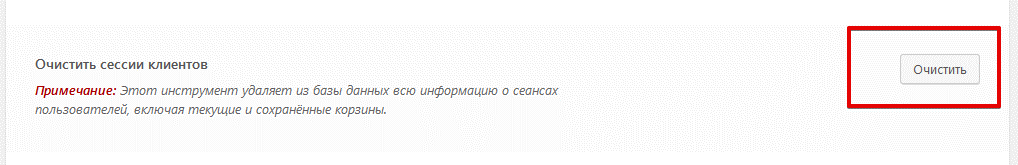 Очистить сессии клиентов
Очистить
Примечание: Этот инструмент удаляет из базы данных всю информацию о сеансах
пользователей, включая текущие и сохранённые корзины.